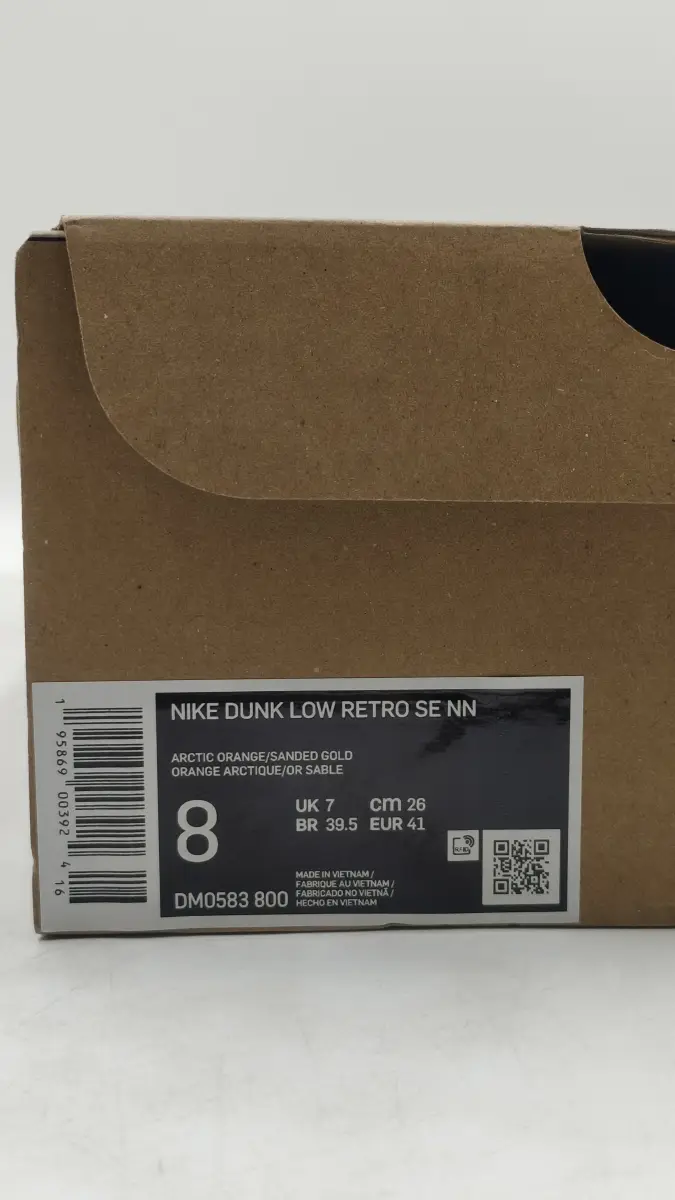 NIKE DUNK LOW RETRO SE NN
ARCTIC ORANGE/SANDED GOLD
ORANGE ARCTIQUE/OR SABLE
8
UK 7 cm 26
BR 39.5 EUR 41
DM0583 800
MADE IN VIETNAM /
FABRIQUE AU VIETNAM /
FABRICADO NO VIETNÃ /
HECHO EN VIETNAM
1 95869 00392 4 16